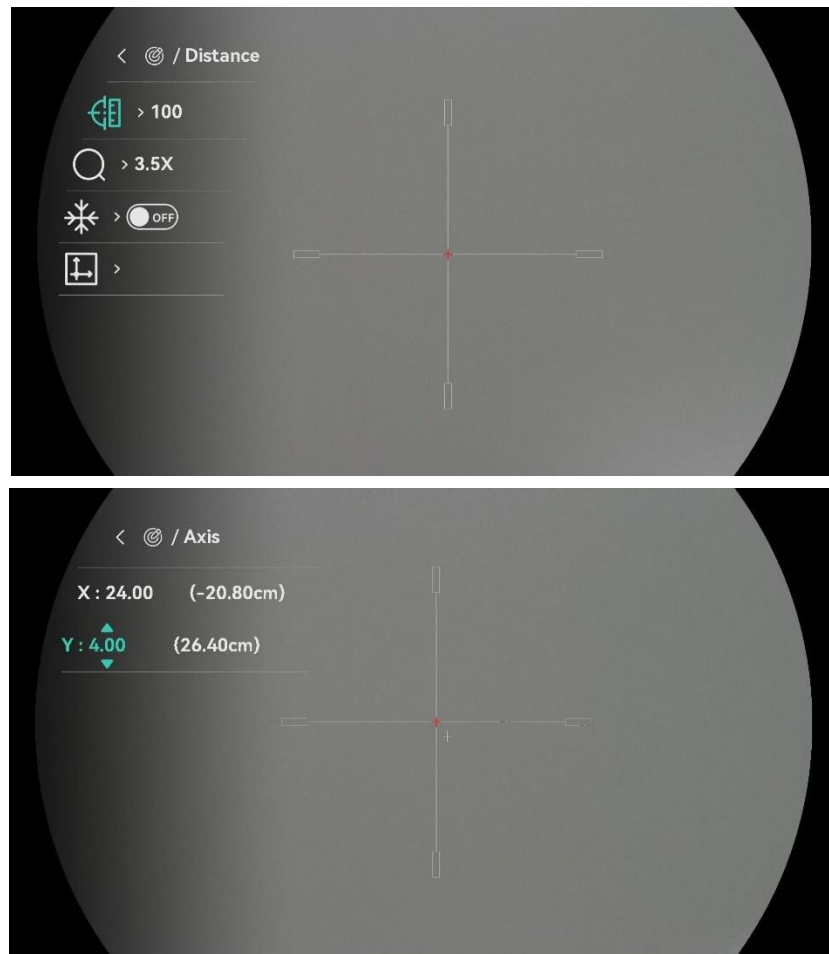 / Distance
> 100
> 3.5X
> OFF
>
/ Axis
X : 24.00 (-20.80cm)
Y : 4.00 (26.40cm)